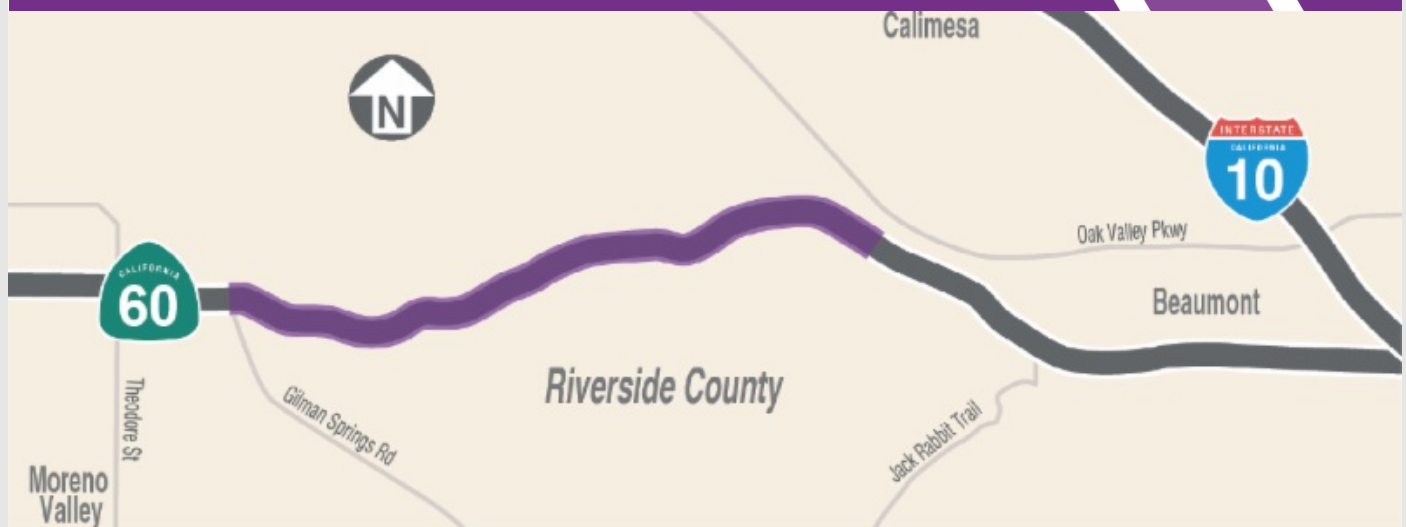 Calimesa
N
INTERSTATE
CALIFORNIA
10
Oak Valley Pkwy
CALIFORNIA
60
Beaumont
Riverside County
Theodore St
Gilman Springs Rd
Jack Rabbit Trail
Moreno
Valley